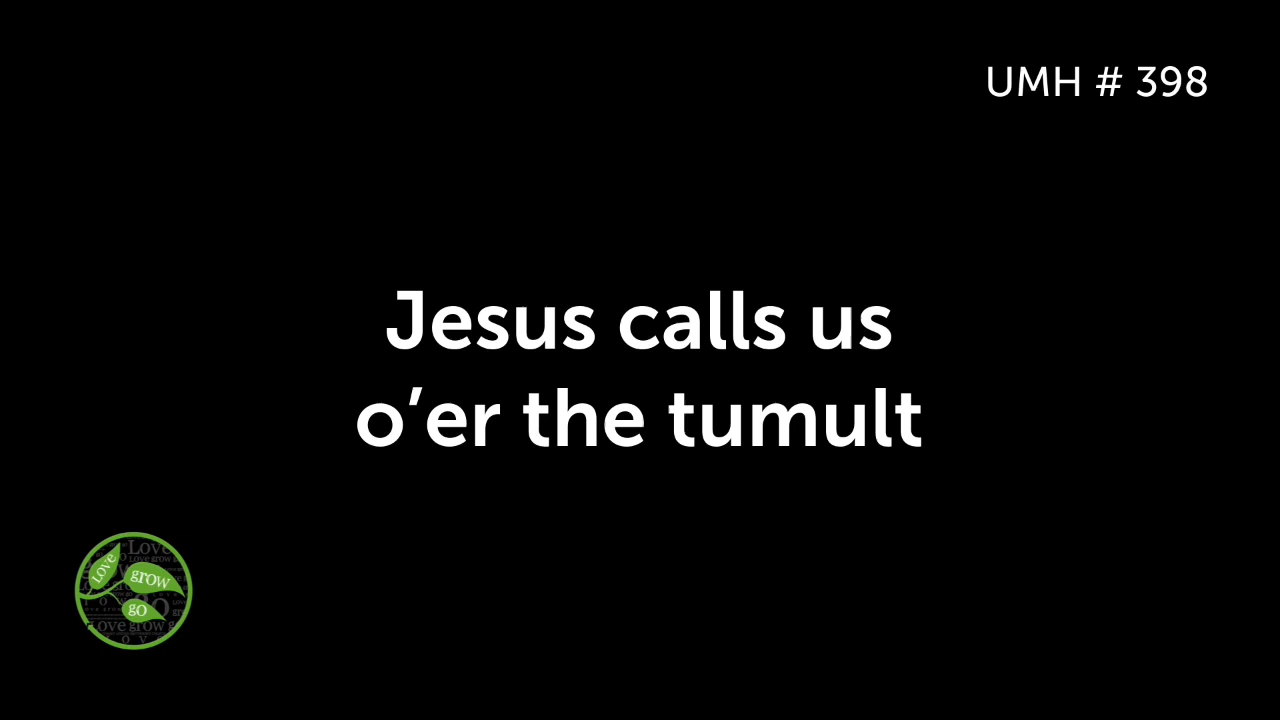 UMH # 398
Jesus calls us
o’er the tumult
Love
grow
go